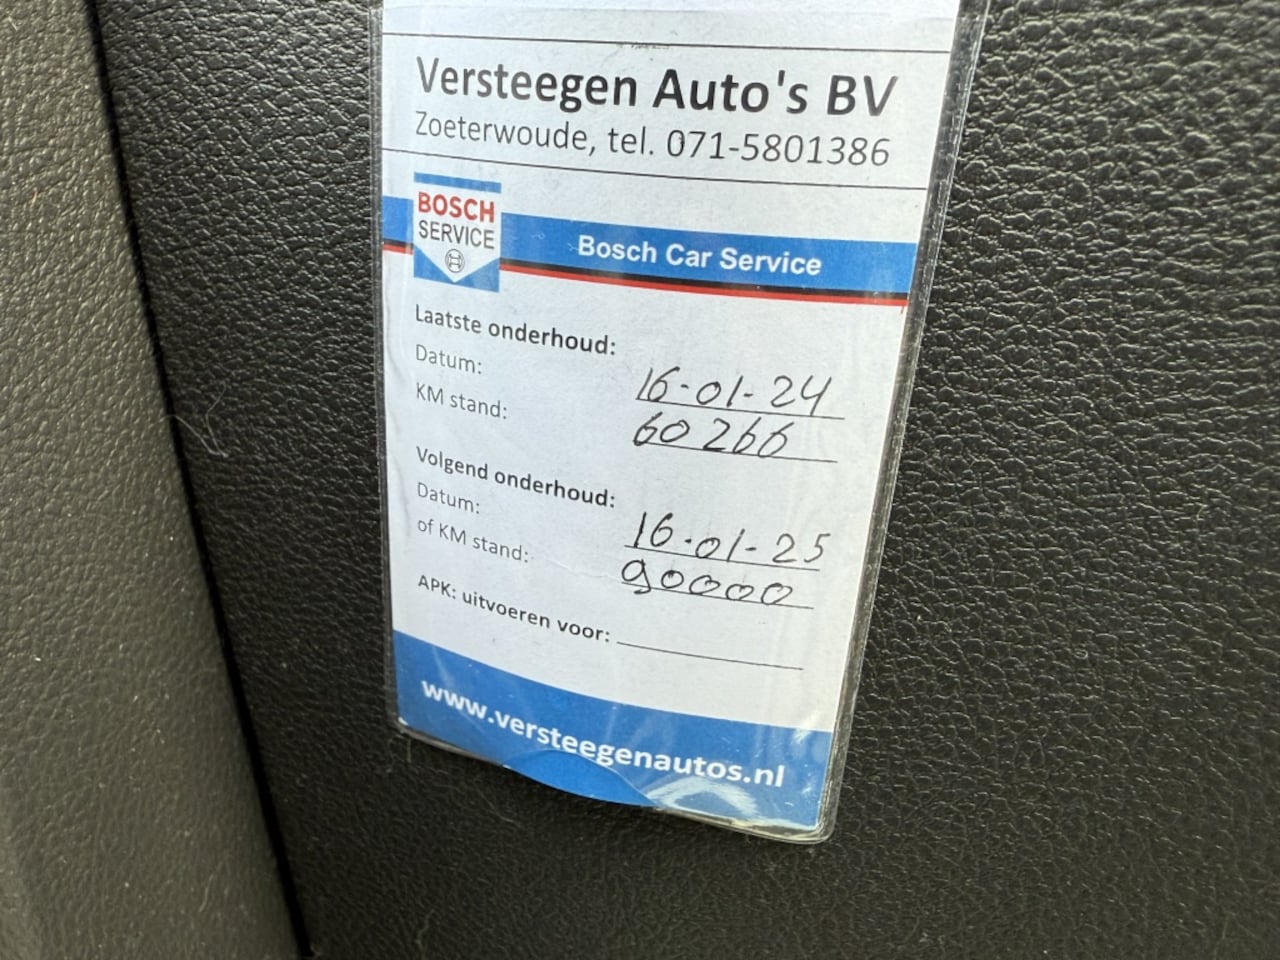 Versteegen Auto's BV
Zoeterwoude, tel. 071-5801386
BOSCH
SERVICE
Bosch Car Service
Laatste onderhoud:
Datum: 16-01-24
KM stand: 60266
Volgend onderhoud:
Datum: 16-01-25
of KM stand: 90000
APK: uitvoeren voor:
www.versteegenautos.nl